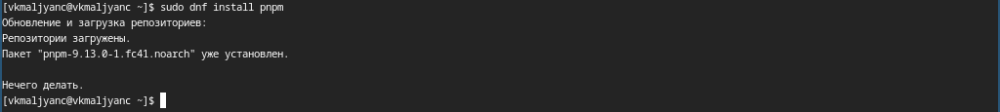 [vkmaljyanc@vkmaljyanc ~]$ sudo dnf install pnpm
Обновление и загрузка репозиториев:
Репозитории загружены.
Пакет "pnpm-9.13.0-1.fc41.noarch" уже установлен.
Нечего делать.
[vkmaljyanc@vkmaljyanc ~]$